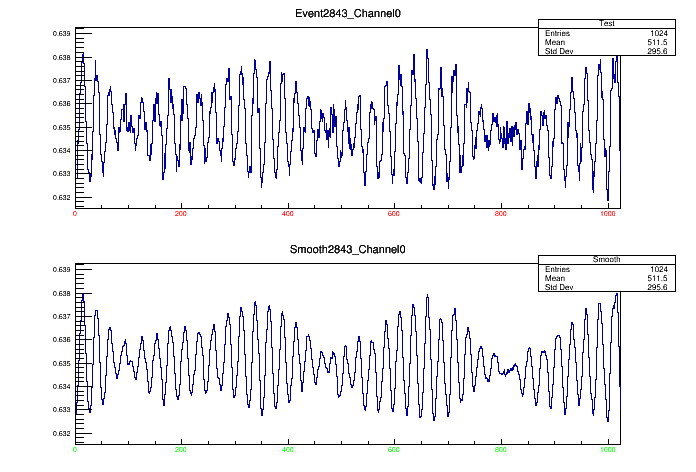 Event2843_Channel0
Test
Entries 1024
Mean 511.5
Std Dev 295.6
0.639
0.638
0.637
0.636
0.635
0.634
0.633
0.632
0 200 400 600 800 1000
Smooth2843_Channel0
Smooth
Entries 1024
Mean 511.5
Std Dev 295.6
0.639
0.638
0.637
0.636
0.635
0.634
0.633
0.632
0 200 400 600 800 1000